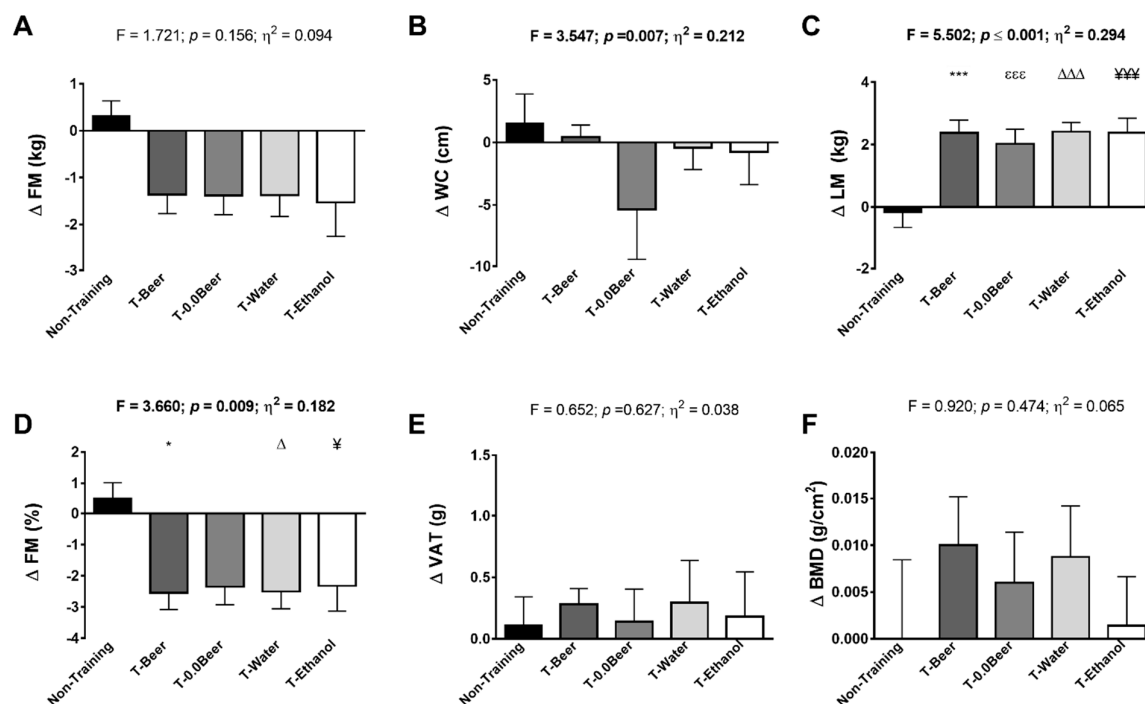 A
F = 1.721; p = 0.156; η² = 0.094
Δ FM (kg)
1
0
-1
-2
-3
Non-Training
T-Beer
T-0.0Beer
T-Water
T-Ethanol
B
F = 3.547; p =0.007; η² = 0.212
Δ WC (cm)
5
0
-5
-10
Non-Training
T-Beer
T-0.0Beer
T-Water
T-Ethanol
C
F = 5.502; p ≤ 0.001; η² = 0.294
*** εεε ΔΔΔ ¥¥¥
Δ LM (kg)
4
2
0
-2
Non-Training
T-Beer
T-0.0Beer
T-Water
T-Ethanol
D
F = 3.660; p = 0.009; η² = 0.182
* Δ ¥
Δ FM (%)
2
1
0
-1
-2
-3
-4
Non-Training
T-Beer
T-0.0Beer
T-Water
T-Ethanol
E
F = 0.652; p =0.627; η² = 0.038
Δ VAT (g)
1.5
1.0
0.5
0.0
Non-Training
T-Beer
T-0.0Beer
T-Water
T-Ethanol
F
F = 0.920; p = 0.474; η² = 0.065
Δ BMD (g/cm²)
0.020
0.015
0.010
0.005
0.000
Non-Training
T-Beer
T-0.0Beer
T-Water
T-Ethanol